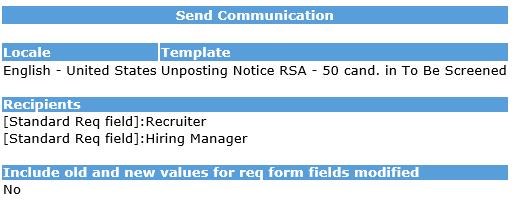 Send Communication
Locale Template
English - United States Unposting Notice RSA - 50 cand. in To Be Screened
Recipients
[Standard Req field]:Recruiter
[Standard Req field]:Hiring Manager
Include old and new values for req form fields modified
No